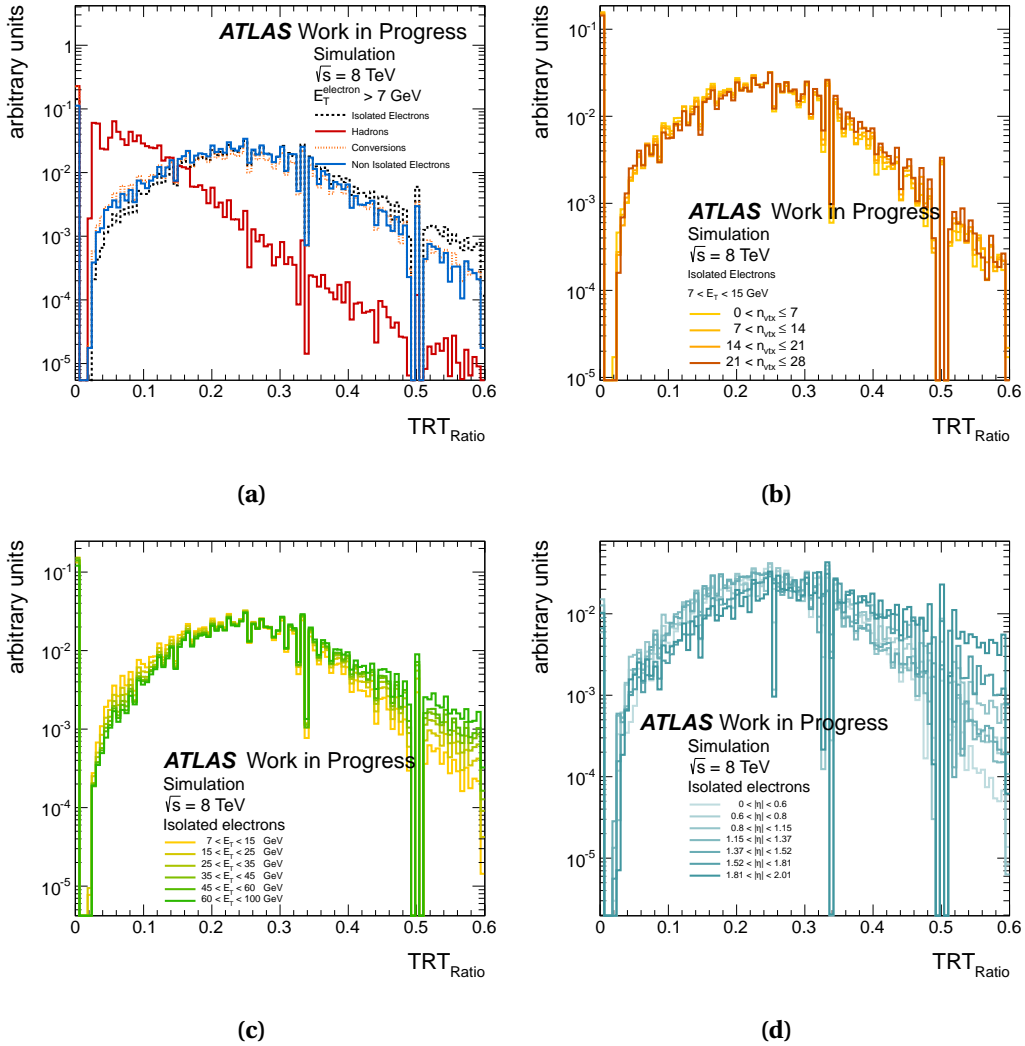 arbitrary units
ATLAS Work in Progress
Simulation
√s = 8 TeV
E_T^electron > 7 GeV
Isolated Electrons
Hadrons
Conversions
Non Isolated Electrons
1
10^-1
10^-2
10^-3
10^-4
10^-5
0 0.1 0.2 0.3 0.4 0.5 0.6
TRT_Ratio
(a)
arbitrary units
10^-1
10^-2
10^-3
10^-4
10^-5
ATLAS Work in Progress
Simulation
√s = 8 TeV
Isolated Electrons
7 < E_T < 15 GeV
0 < n_vtx ≤ 7
7 < n_vtx ≤ 14
14 < n_vtx ≤ 21
21 < n_vtx ≤ 28
0 0.1 0.2 0.3 0.4 0.5 0.6
TRT_Ratio
(b)
arbitrary units
10^-1
10^-2
10^-3
10^-4
10^-5
ATLAS Work in Progress
Simulation
√s = 8 TeV
Isolated electrons
7 < E_T < 15 GeV
15 < E_T < 25 GeV
25 < E_T < 35 GeV
35 < E_T < 45 GeV
45 < E_T < 60 GeV
60 < E_T < 100 GeV
0 0.1 0.2 0.3 0.4 0.5 0.6
TRT_Ratio
(c)
arbitrary units
10^-1
10^-2
10^-3
10^-4
10^-5
ATLAS Work in Progress
Simulation
√s = 8 TeV
Isolated electrons
0 < |η| < 0.6
0.6 < |η| < 0.8
0.8 < |η| < 1.15
1.15 < |η| < 1.37
1.37 < |η| < 1.52
1.52 < |η| < 1.81
1.81 < |η| < 2.01
0 0.1 0.2 0.3 0.4 0.5 0.6
TRT_Ratio
(d)